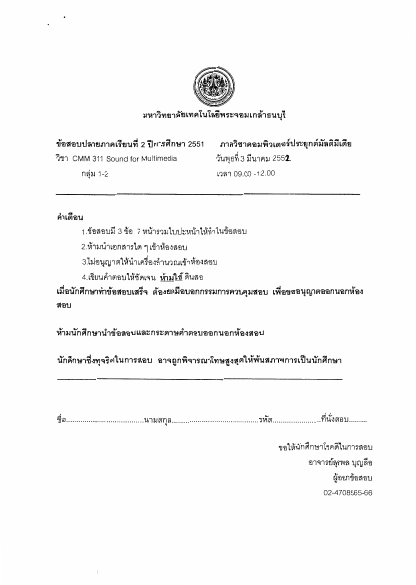 มหาวิทยาลัยเทคโนโลยีพระจอมเกล้าธนบุรี
ข้อสอบปลายภาคเรียนที่ 2 ปีการศึกษา 2551 ภาควิชาคอมพิวเตอร์ประยุกต์มัลติมีเดีย
วิชา CMM 311 Sound for Multimedia วันพุธที่ 3 มีนาคม 2552
กลุ่ม 1-2 เวลา 09.00 -12.00
คำเตือน
1.ข้อสอบมี 3 ข้อ 7 หน้ารวมใบปะหน้าให้ทำในข้อสอบ
2.ห้ามนำเอกสารใด ๆ เข้าห้องสอบ
3.ไม่อนุญาตให้นำเครื่องคำนวณเข้าห้องสอบ
4.เขียนคำตอบให้ชัดเจน ห้ามใช้ ดินสอ
เมื่อนักศึกษาทำข้อสอบเสร็จ ต้องยกมือบอกกรรมการควบคุมสอบ เพื่อขออนุญาตออกนอกห้อง
สอบ
ห้ามนักศึกษานำข้อสอบและกระดาษคำตอบออกนอกห้องสอบ
นักศึกษาซึ่งทุจริตในการสอบ อาจถูกพิจารณาโทษสูงสุดให้พ้นสภาพการเป็นนักศึกษา
ชื่อ................................นามสกุล..................................รหัส....................ที่นั่งสอบ........
ขอให้นักศึกษาโชคดีในการสอบ
อาจารย์ บุญลือ
ผู้ออกข้อสอบ
02-4708565-66